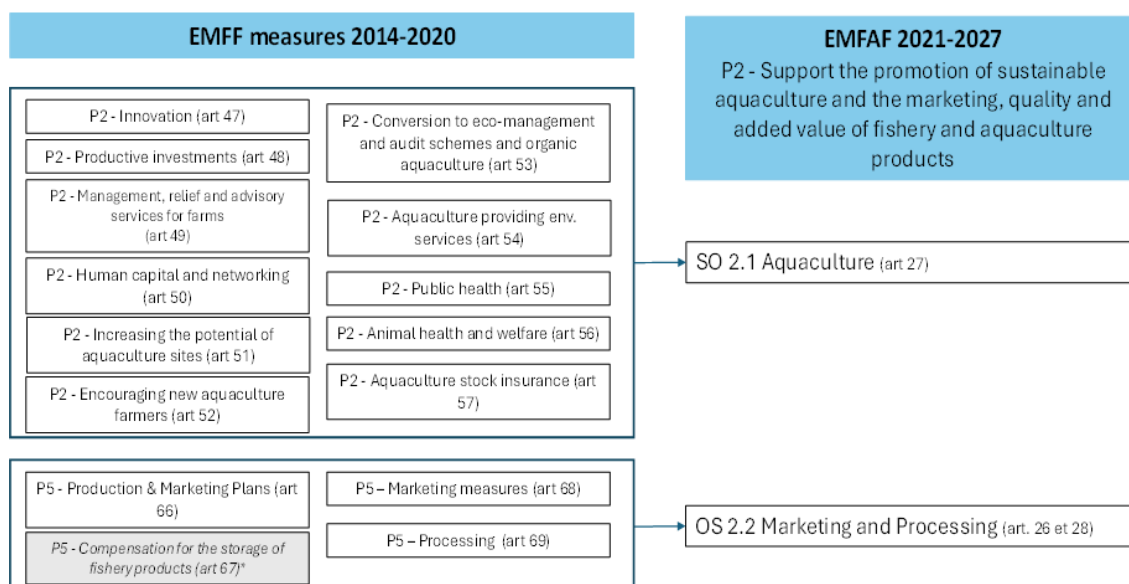 EMFF measures 2014-2020
EMFAF 2021-2027
P2 - Support the promotion of sustainable
aquaculture and the marketing, quality and
added value of fishery and aquaculture
products
P2 - Innovation (art 47)
P2 - Productive investments (art 48)
P2 - Management, relief and advisory
services for farms
(art 49)
P2 - Human capital and networking
(art 50)
P2 - Increasing the potential of
aquaculture sites (art 51)
P2 - Encouraging new aquaculture
farmers (art 52)
P2 - Conversion to eco-management
and audit schemes and organic
aquaculture (art 53)
P2 - Aquaculture providing env.
services (art 54)
P2 - Public health (art 55)
P2 - Animal health and welfare (art 56)
P2 - Aquaculture stock insurance (art
57)
SO 2.1 Aquaculture (art 27)
P5 - Production & Marketing Plans (art
66)
P5 - Compensation for the storage of
fishery products (art 67)*
P5 – Marketing measures (art 68)
P5 – Processing (art 69)
OS 2.2 Marketing and Processing (art. 26 et 28)